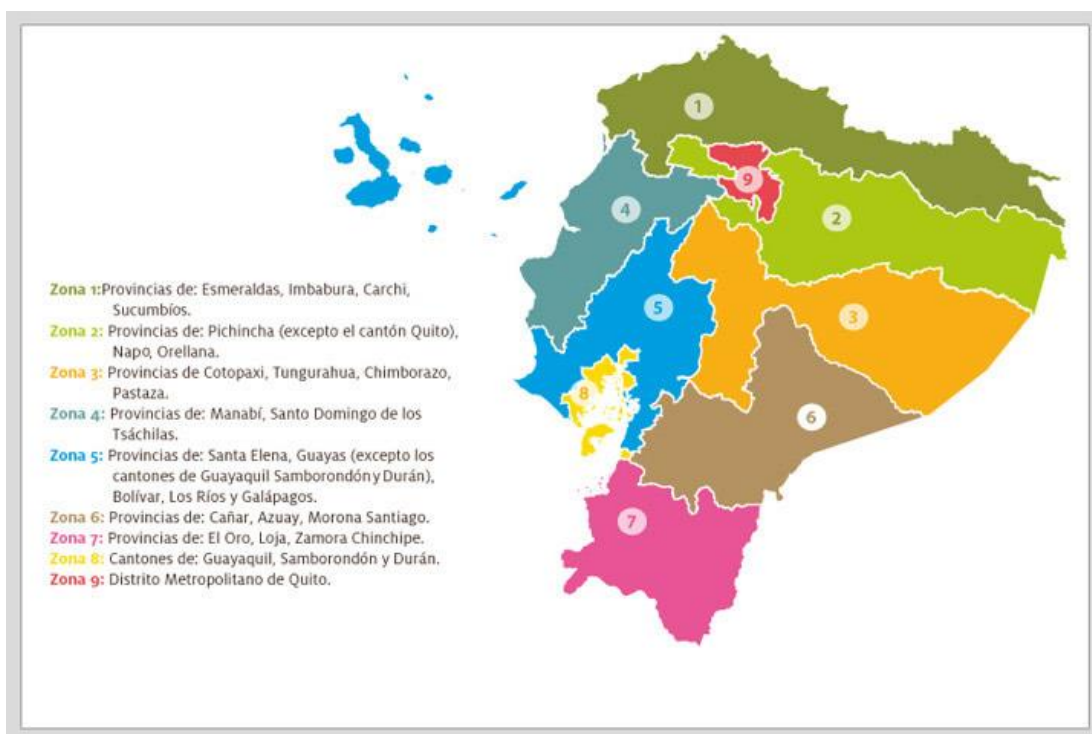 Zona 1:Provincias de: Esmeraldas, Imbabura, Carchi,
Sucumbíos.
Zona 2: Provincias de: Pichincha (excepto el cantón Quito),
Napo, Orellana.
Zona 3: Provincias de Cotopaxi, Tungurahua, Chimborazo,
Pastaza.
Zona 4: Provincias de: Manabí, Santo Domingo de los
Tsáchilas.
Zona 5: Provincias de: Santa Elena, Guayas (excepto los
cantones de Guayaquil Samborondón y Durán),
Bolívar, Los Ríos y Galápagos.
Zona 6: Provincias de: Cañar, Azuay, Morona Santiago.
Zona 7: Provincias de: El Oro, Loja, Zamora Chinchipe.
Zona 8: Cantones de: Guayaquil, Samborondón y Durán.
Zona 9: Distrito Metropolitano de Quito.
1
9
4
2
5
3
8
6
7